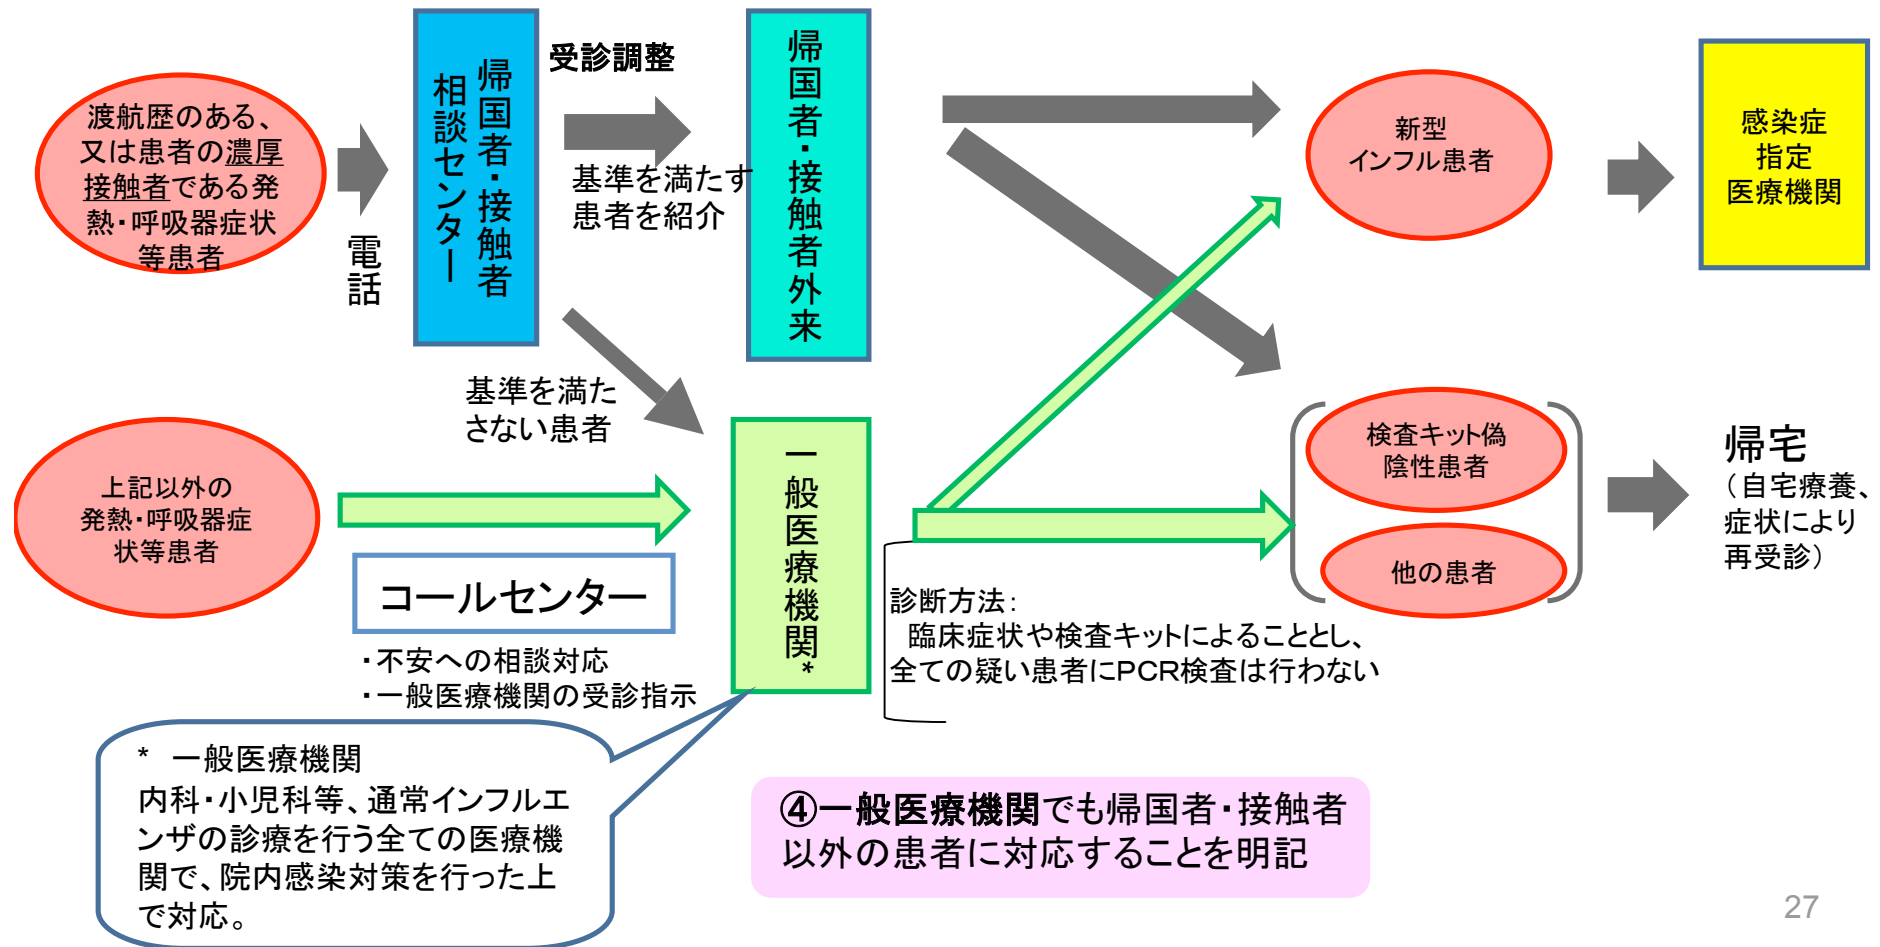 渡航歴のある、
又は患者の濃厚
接触者である発
熱・呼吸器症状
等患者
電話
帰国者・接触者
相談センター
受診調整
基準を満たす
患者を紹介
帰国者・接触者外来
新型
インフル患者
感染症
指定
医療機関
基準を満た
さない患者
上記以外の
発熱・呼吸器症
状等患者
コールセンター
・不安への相談対応
・一般医療機関の受診指示
一般医療機関*
検査キット偽
陰性患者
他の患者
帰宅
（自宅療養、
症状により
再受診）
診断方法：
臨床症状や検査キットによることとし、
全ての疑い患者にPCR検査は行わない
* 一般医療機関
内科・小児科等、通常インフルエ
ンザの診療を行う全ての医療機
関で、院内感染対策を行った上
で対応。
④一般医療機関でも帰国者・接触者
以外の患者に対応することを明記
27